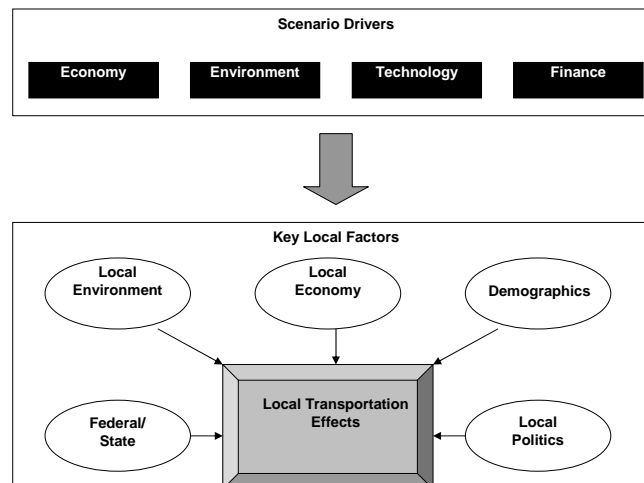 Scenario Drivers
Economy
Environment
Technology
Finance
Key Local Factors
Local
Environment
Local
Economy
Demographics
Local Transportation
Effects
Federal/
State
Local
Politics